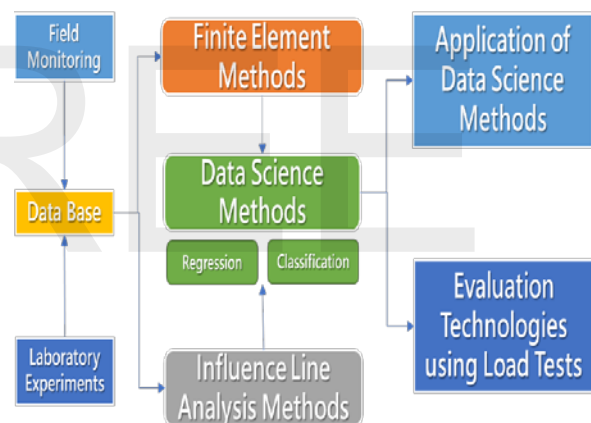 Field
Monitoring
Finite Element
Methods
Application of
Data Science
Methods
Data Base
Data Science
Methods
Regression
Classification
Laboratory
Experiments
Influence Line
Analysis Methods
Evaluation
Technologies
using Load Tests
REE